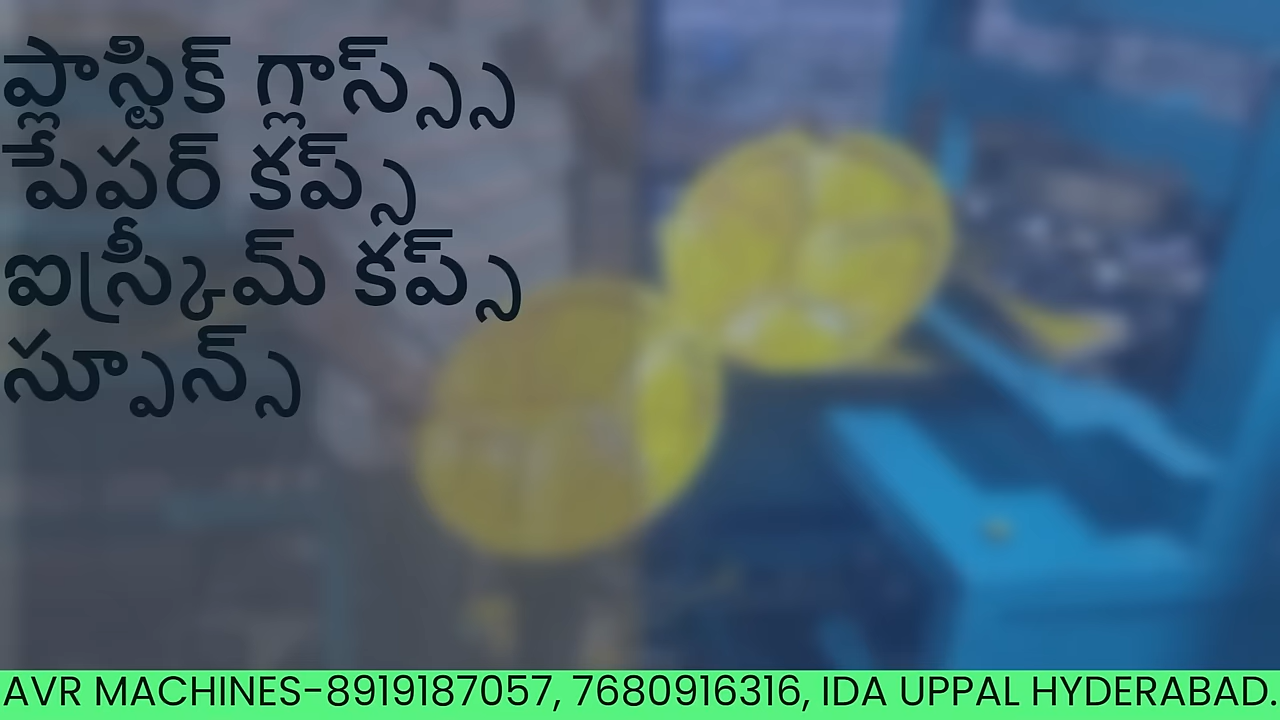 ప్లాస్టిక్ గ్లాస్స్స్స
పేపర్ కప్స్స
ఐస్క్రీమ్ కప్స్స
స్పూన్స్స
AVR MACHINES-8919187057, 7680916316, IDA UPPAL HYDERABAD.